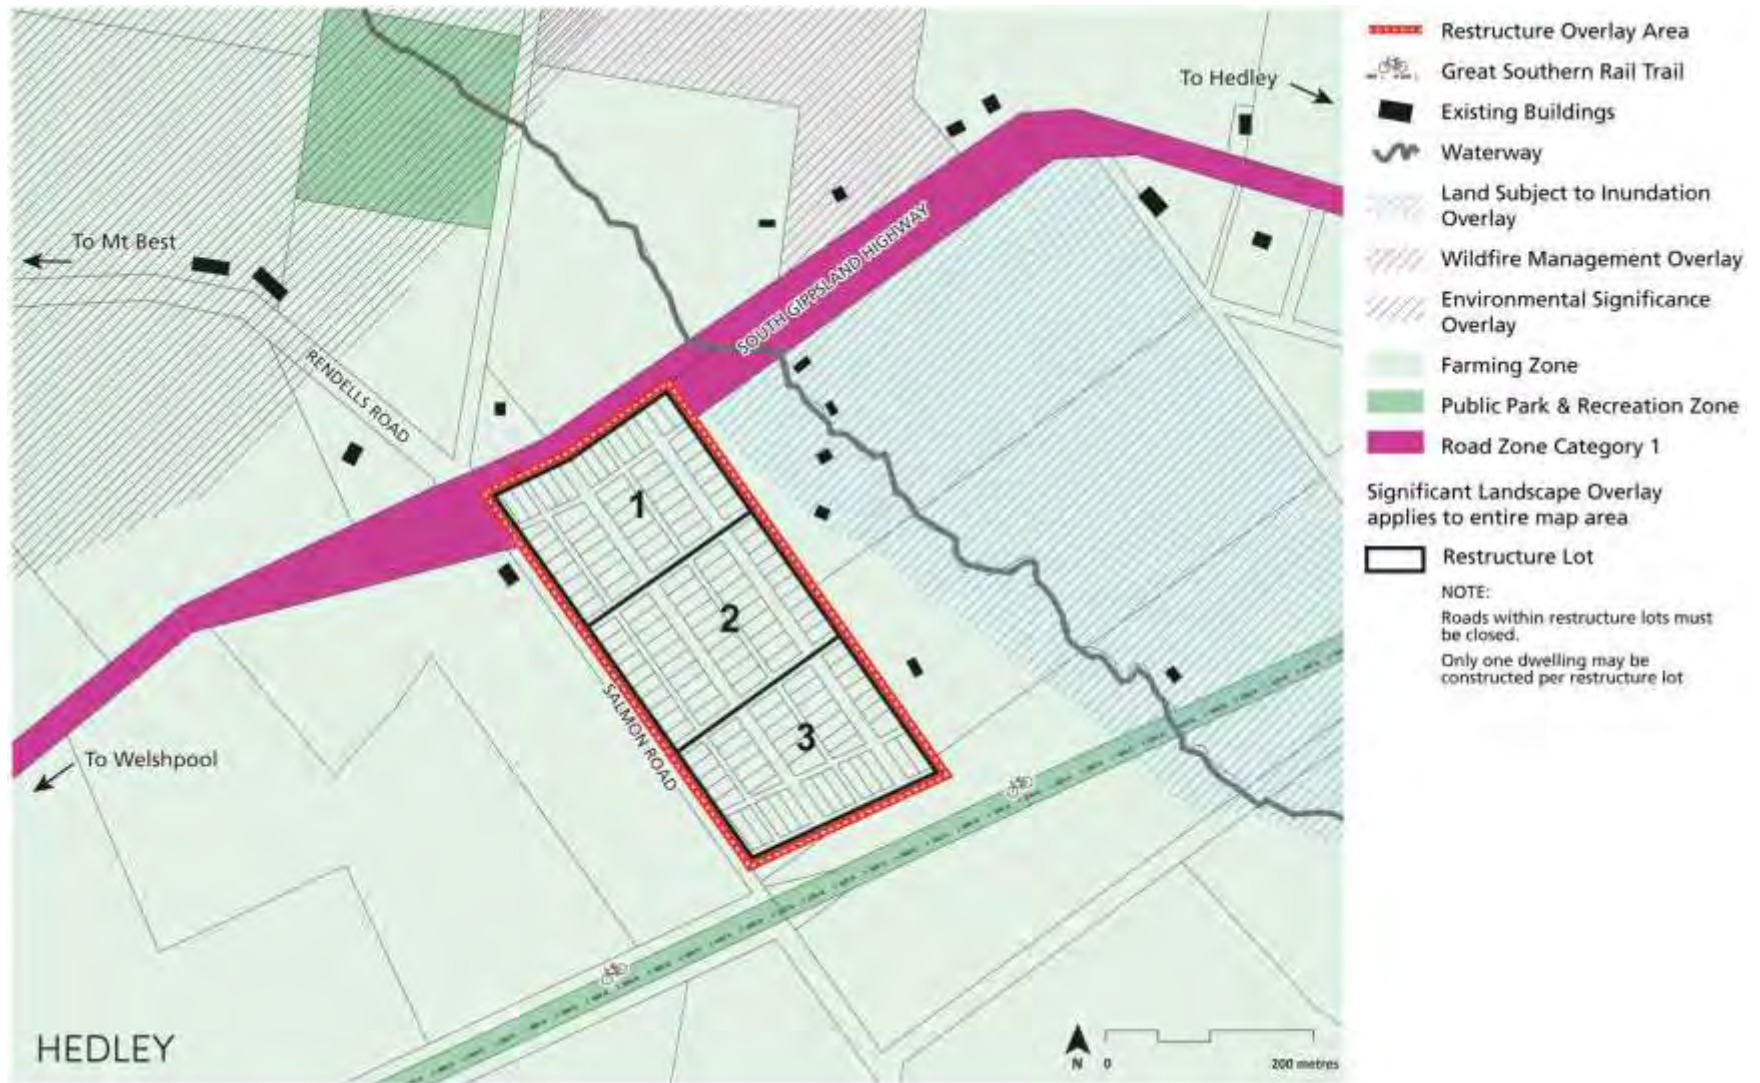 To Hedley
To Mt Best
SOUTH GIPPSLAND HIGHWAY
RENDELLS ROAD
1
2
3
SALMON ROAD
To Welshpool
HEDLEY
N
0
200 metres
Restructure Overlay Area
Great Southern Rail Trail
Existing Buildings
Waterway
Land Subject to Inundation
Overlay
Wildfire Management Overlay
Environmental Significance
Overlay
Farming Zone
Public Park & Recreation Zone
Road Zone Category 1
Significant Landscape Overlay
applies to entire map area
Restructure Lot
NOTE:
Roads within restructure lots must
be closed.
Only one dwelling may be
constructed per restructure lot